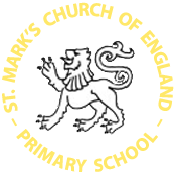 ST. MARK'S CHURCH OF ENGLAND
- PRIMARY SCHOOL -